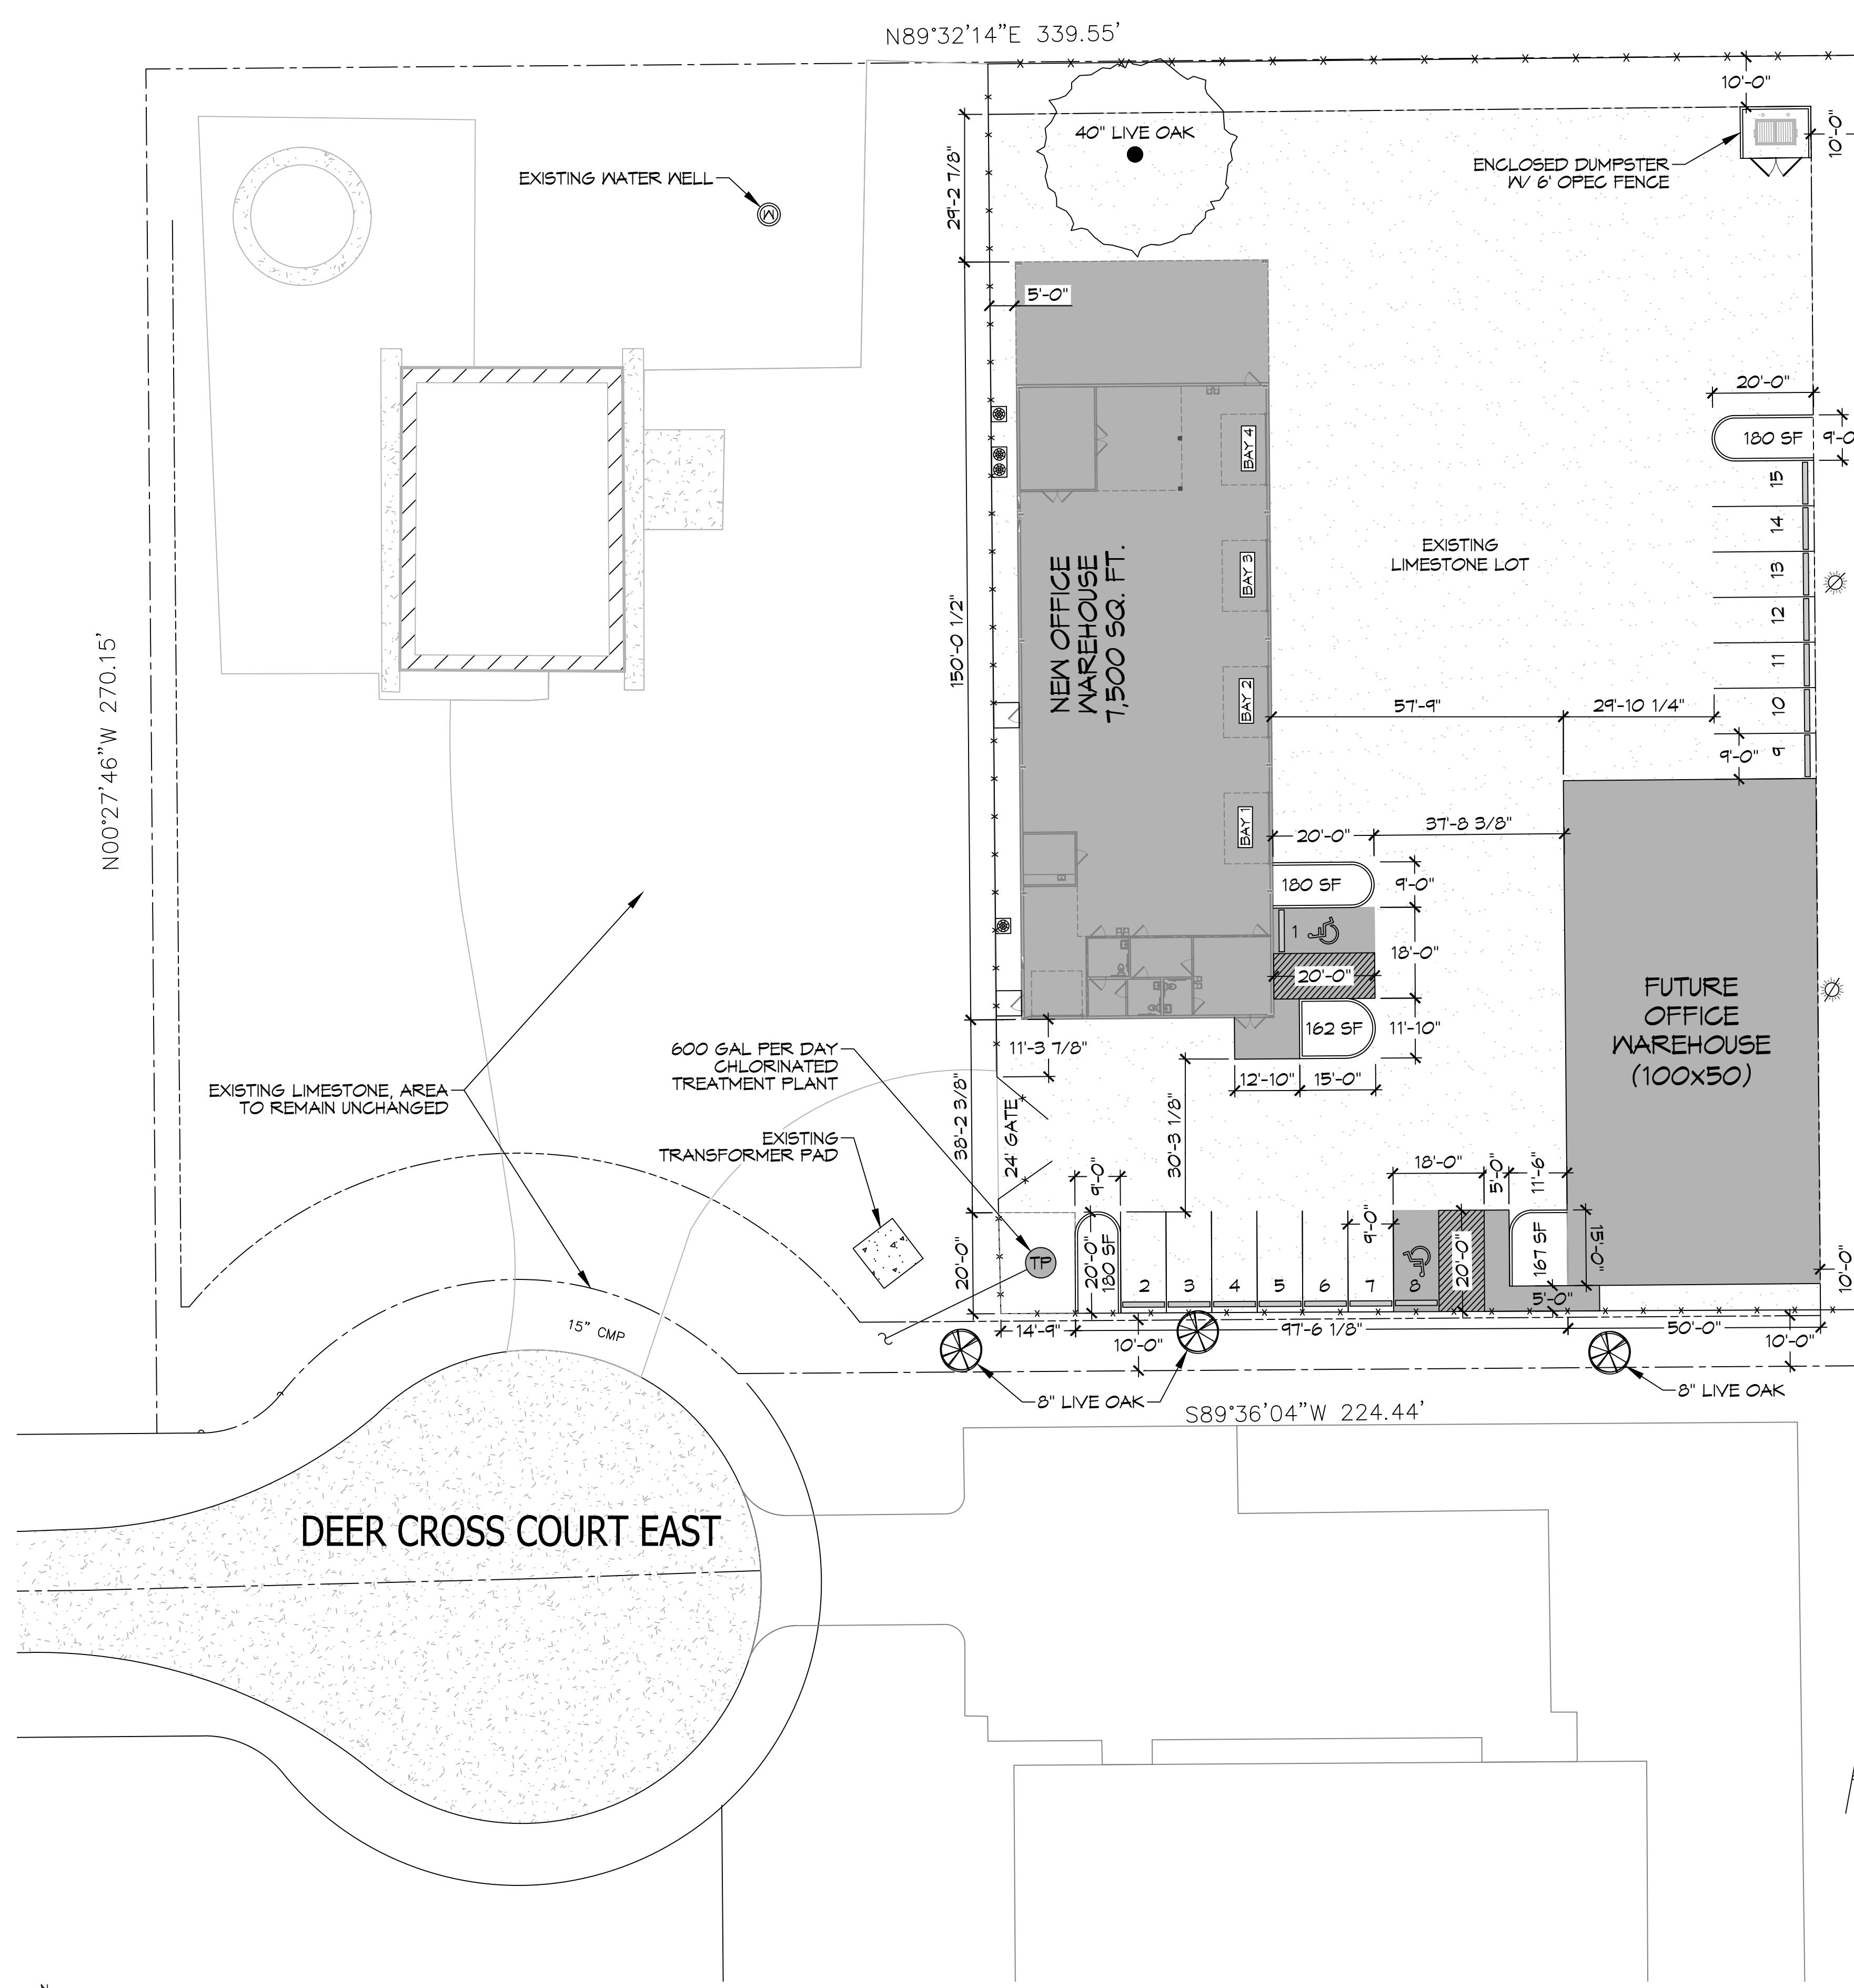 N89°32'14"E 339.55'
10'-0"
40" LIVE OAK
10'-0"
ENCLOSED DUMPSTER
W/ 6' OPEC FENCE
EXISTING WATER WELL
W
29'-2 7/8"
5'-0"
20'-0"
180 SF
9'-0
BAY 4
15
14
13
12
11
10
9
9'-0"
EXISTING
LIMESTONE LOT
BAY 3
NEW OFFICE
WAREHOUSE
7,500 SQ. FT.
150'-0 1/2"
N00°27'46"W 270.15'
BAY 2
57'-9"
29'-10 1/4"
BAY 1
20'-0"
37'-8 3/8"
180 SF
9'-0"
1
18'-0"
20'-0"
162 SF
11'-10"
12'-10"
15'-0"
FUTURE
OFFICE
WAREHOUSE
(100x50)
11'-3 7/8"
600 GAL PER DAY
CHLORINATED
TREATMENT PLANT
EXISTING LIMESTONE, AREA
TO REMAIN UNCHANGED
EXISTING
TRANSFORMER PAD
38'-2 3/8"
24' GATE
30'-3 1/8"
9'-0"
18'-0"
5'-0"
11'-6"
20'-0"
TP
20'-0"
180 SF
2
3
4
5
6
7
9'-0"
8
20'-0"
167 SF
15'-0"
5'-0"
10'-0"
14'-9"
10'-0"
97'-6 1/8"
50'-0"
10'-0"
15" CMP
8" LIVE OAK
8" LIVE OAK
S89°36'04"W 224.44'
DEER CROSS COURT EAST